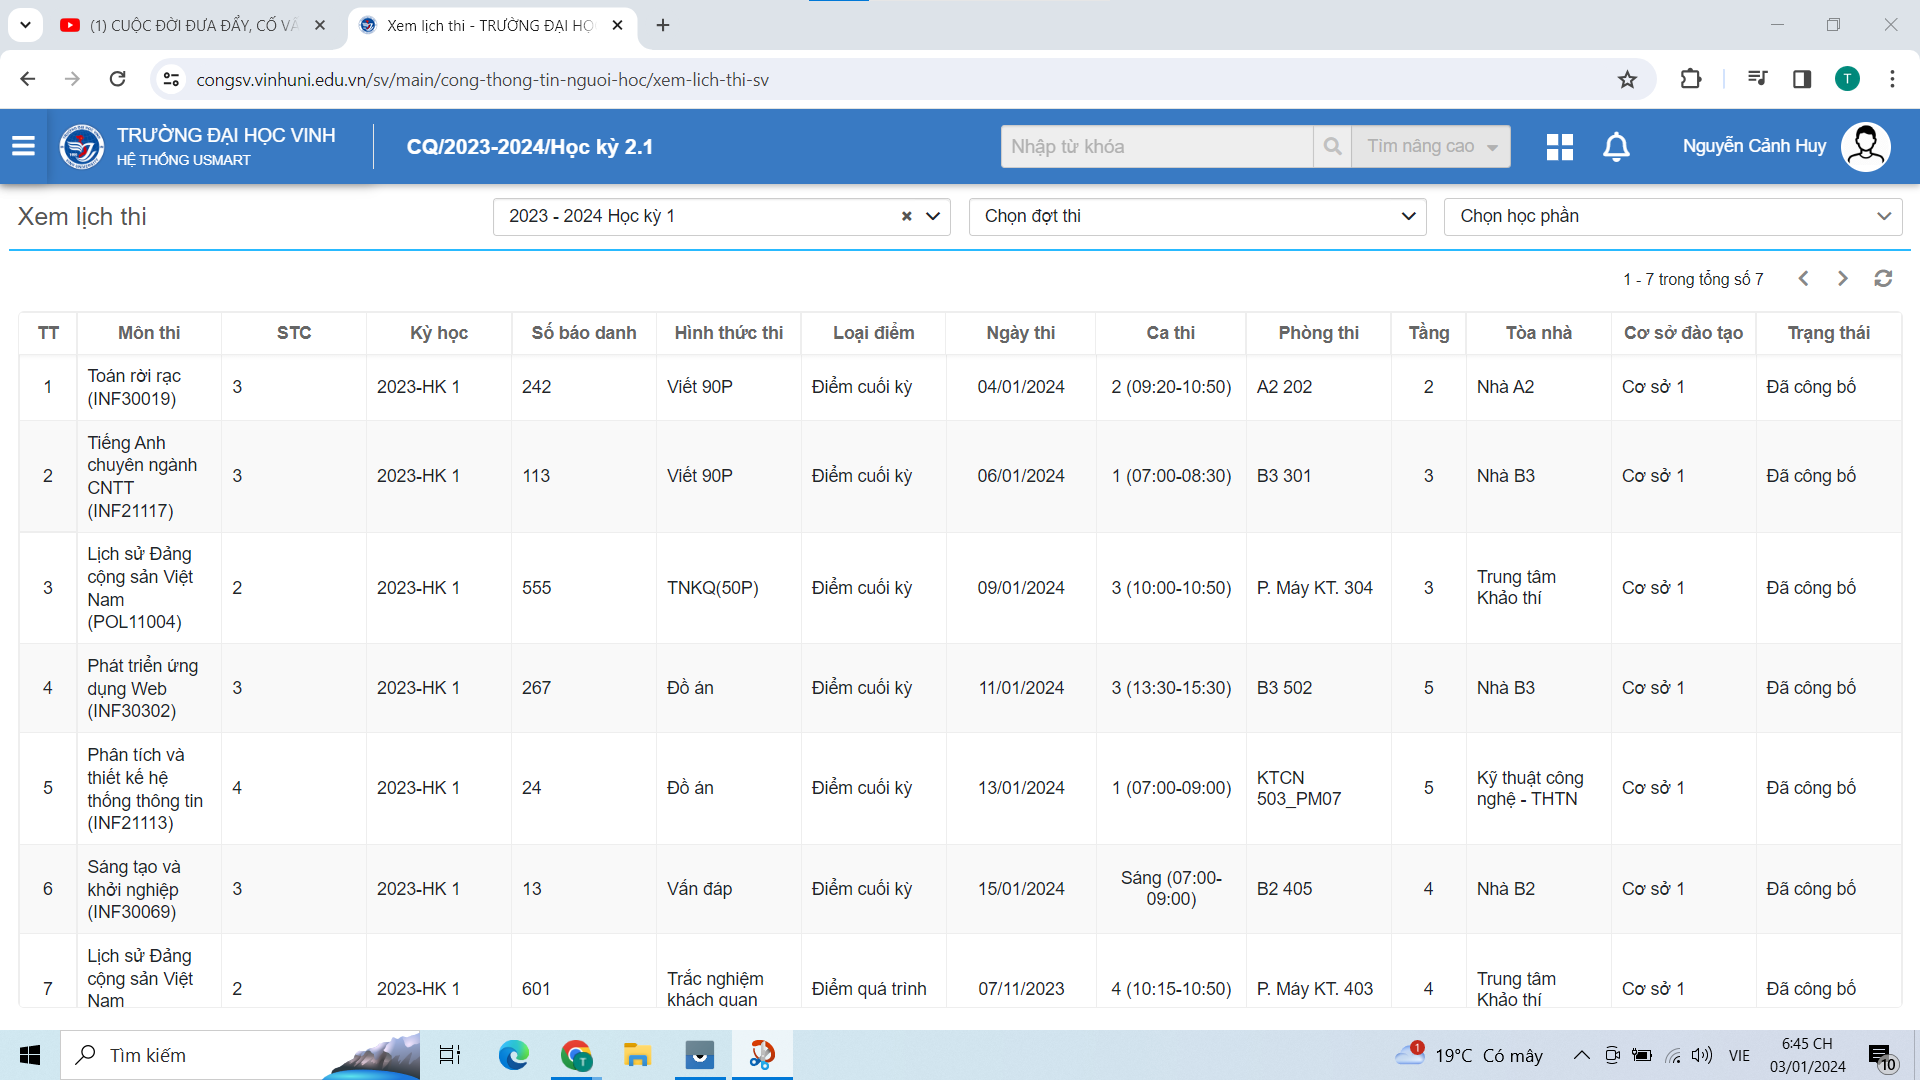 (1) CUỘC ĐỜI ĐƯA ĐẨY, CỐ VẤ
Xem lịch thi - TRƯỜNG ĐẠI HỌ
congsv.vinhuni.edu.vn/sv/main/cong-thong-tin-nguoi-hoc/xem-lich-thi-sv
T
TRƯỜNG ĐẠI HỌC VINH
HỆ THỐNG USMART
CQ/2023-2024/Học kỳ 2.1
Nhập từ khóa
Tìm nâng cao
Nguyễn Cảnh Huy
Xem lịch thi
2023 - 2024 Học kỳ 1
Chọn đợt thi
Chọn học phần
1 - 7 trong tổng số 7
TT Môn thi STC Kỳ học Số báo danh Hình thức thi Loại điểm Ngày thi Ca thi Phòng thi Tầng Tòa nhà Cơ sở đào tạo Trạng thái
Toán rời rạc
1 3 2023-HK 1 242 Viết 90P Điểm cuối kỳ 04/01/2024 2 (09:20-10:50) A2 202 2 Nhà A2 Cơ sở 1 Đã công bố
(INF30019)
Tiếng Anh
chuyên ngành
2 3 2023-HK 1 113 Viết 90P Điểm cuối kỳ 06/01/2024 1 (07:00-08:30) B3 301 3 Nhà B3 Cơ sở 1 Đã công bố
CNTT
(INF21117)
Lịch sử Đảng
cộng sản Việt
3 2 2023-HK 1 555 TNKQ(50P) Điểm cuối kỳ 09/01/2024 3 (10:00-10:50) P. Máy KT. 304 3 Trung tâm Cơ sở 1 Đã công bố
Nam Khảo thí
(POL11004)
Phát triển ứng
4 dụng Web 3 2023-HK 1 267 Đồ án Điểm cuối kỳ 11/01/2024 3 (13:30-15:30) B3 502 5 Nhà B3 Cơ sở 1 Đã công bố
(INF30302)
Phân tích và
thiết kế hệ KTCN Kỹ thuật công
5 4 2023-HK 1 24 Đồ án Điểm cuối kỳ 13/01/2024 1 (07:00-09:00) 5 Cơ sở 1 Đã công bố
thống thông tin 503_PM07 nghệ - THTN
(INF21113)
Sáng tạo và Sáng (07:00-
6 khởi nghiệp 3 2023-HK 1 13 Vấn đáp Điểm cuối kỳ 15/01/2024 09:00) B2 405 4 Nhà B2 Cơ sở 1 Đã công bố
(INF30069)
Lịch sử Đảng
cộng sản Việt Trắc nghiệm Trung tâm
7 2 2023-HK 1 601 Điểm quá trình 07/11/2023 4 (10:15-10:50) P. Máy KT. 403 4 Cơ sở 1 Đã công bố
Nam khách quan Khảo thí
Tìm kiếm
T
1
19°C Có mây
VIE
6:45 CH
03/01/2024
10